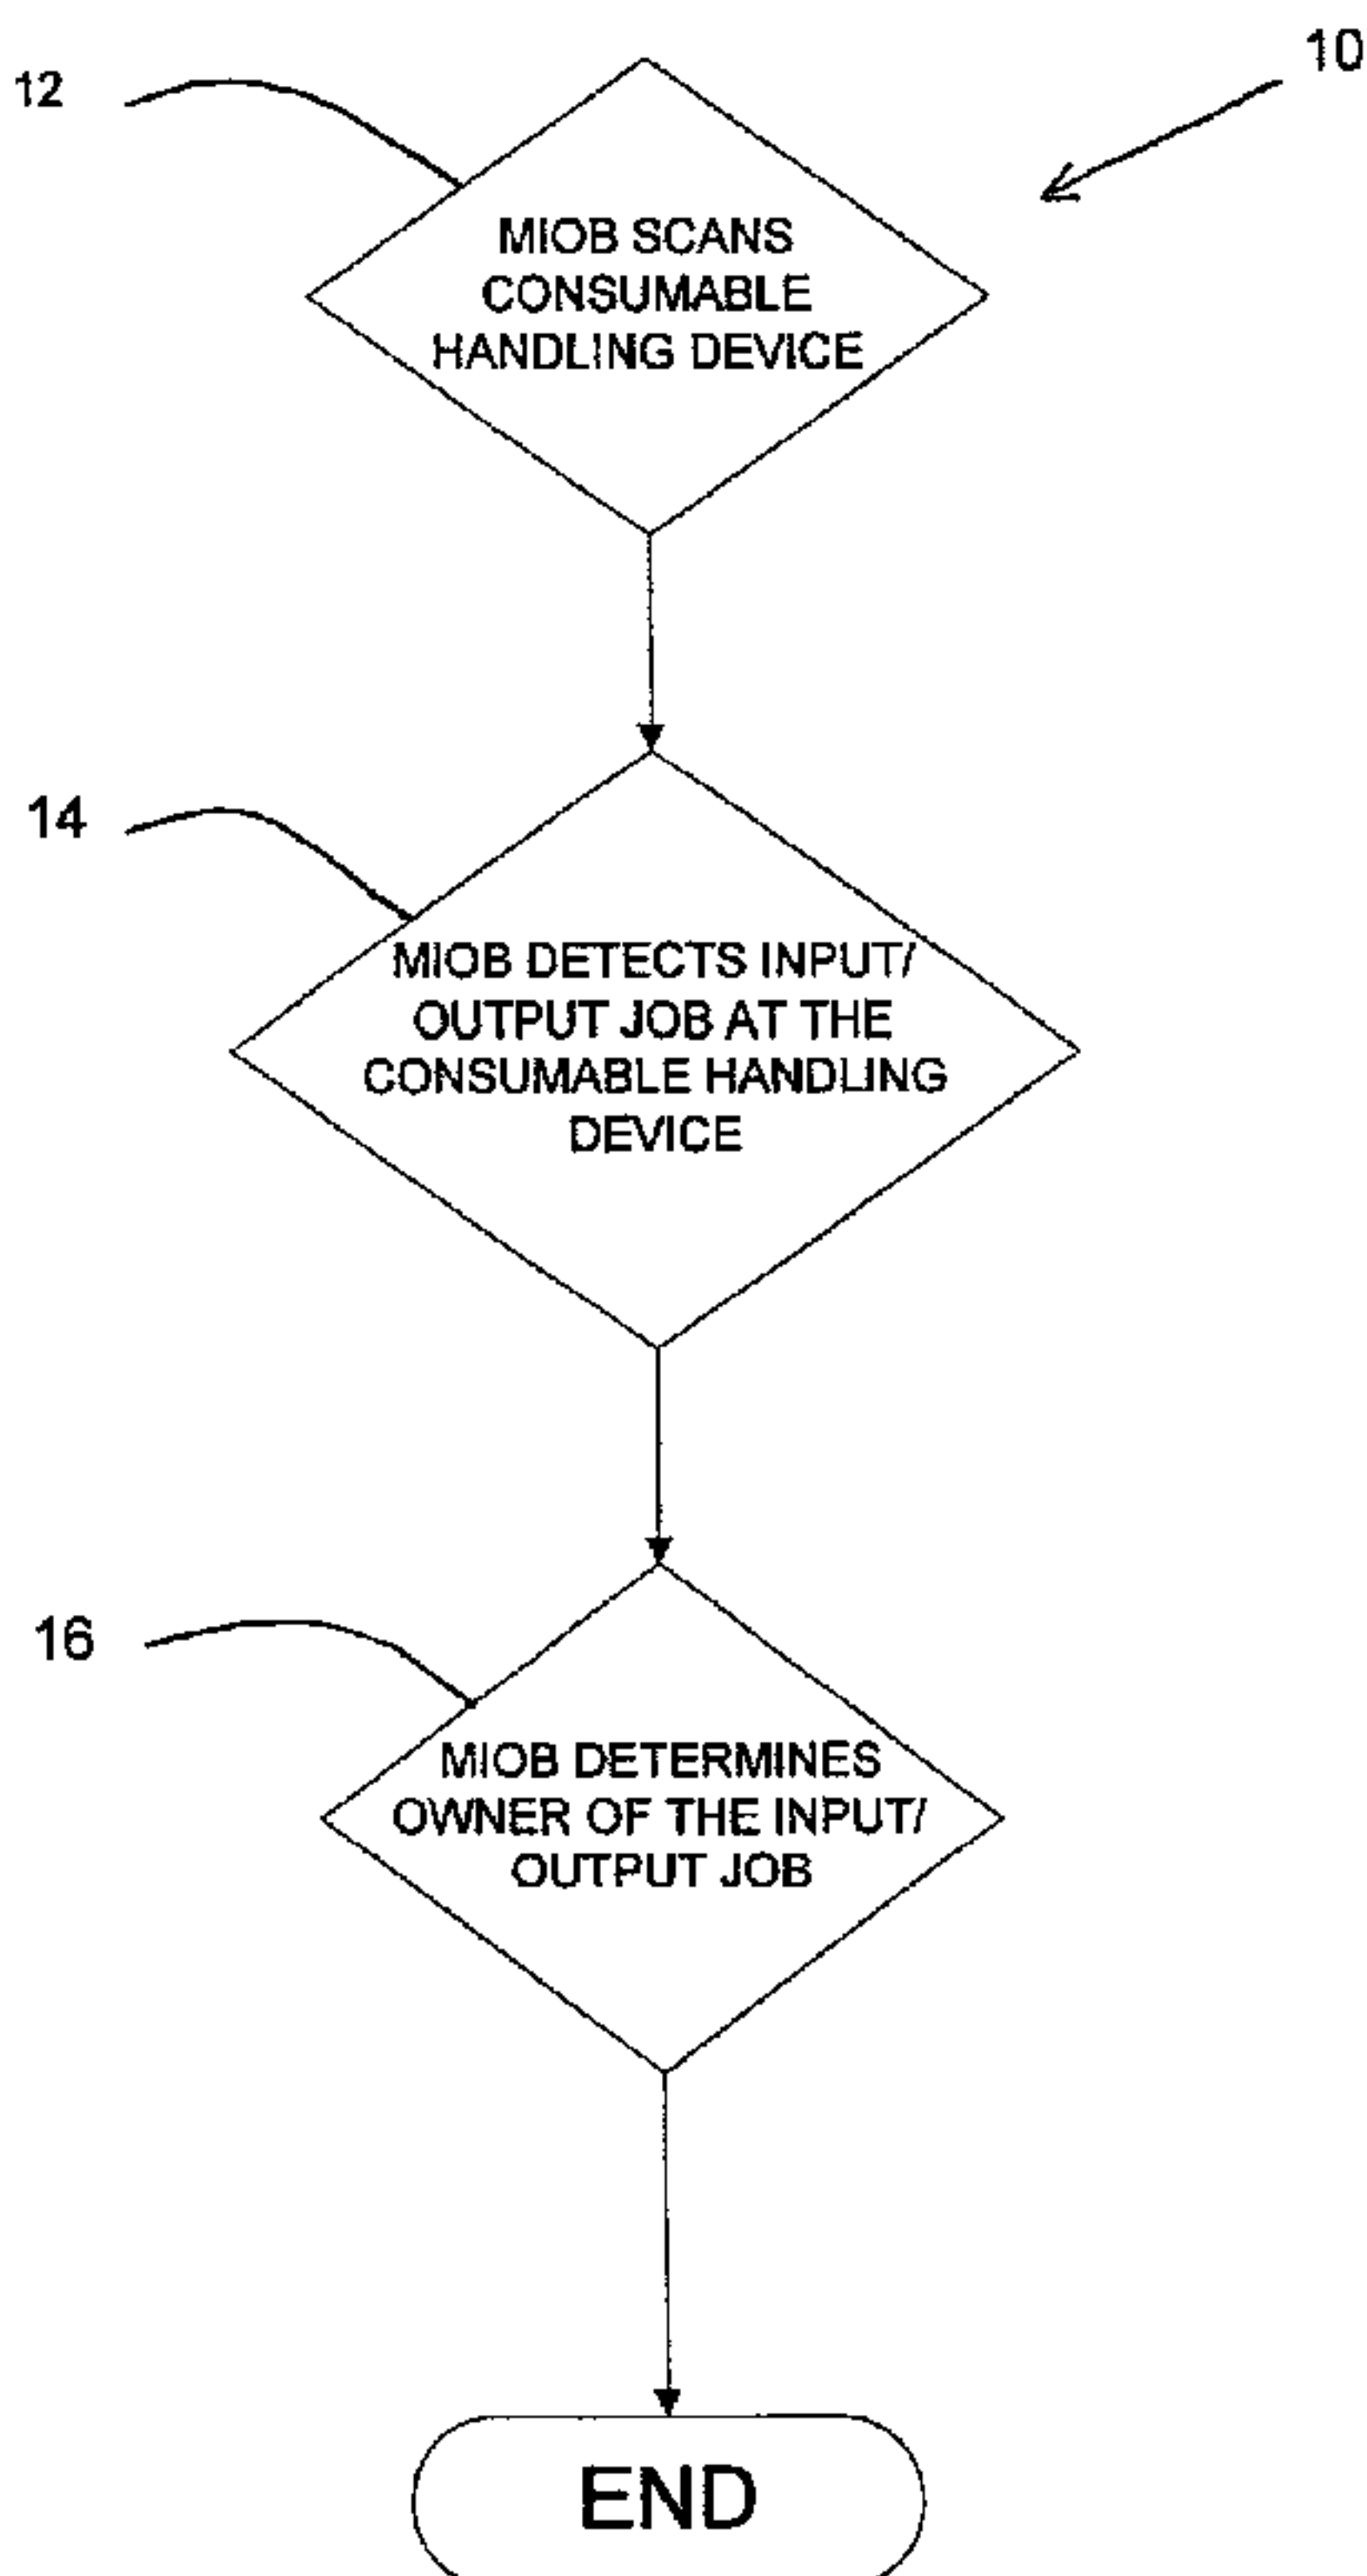 10
12
MIOB SCANS
CONSUMABLE
HANDLING DEVICE
14
MIOB DETECTS INPUT/
OUTPUT JOB AT THE
CONSUMABLE HANDLING
DEVICE
16
MIOB DETERMINES
OWNER OF THE INPUT/
OUTPUT JOB
END